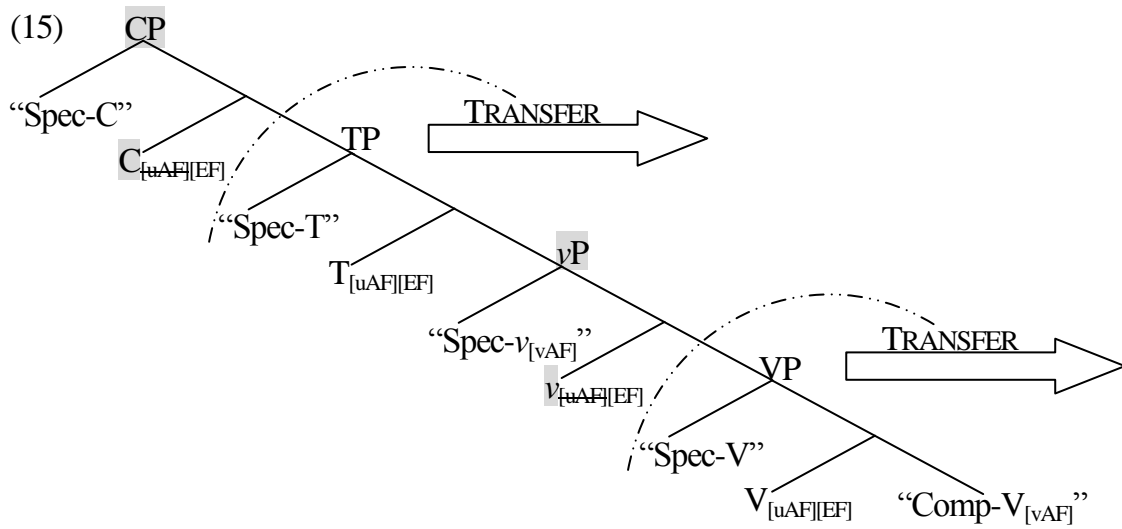 (15)
CP
“Spec-C”
TRANSFER
C[uAF][EF]
TP
“Spec-T”
T[uAF][EF]
vP
“Spec-v[vAF]”
TRANSFER
v[uAF][EF]
VP
“Spec-V”
V[uAF][EF]
“Comp-V[vAF]”